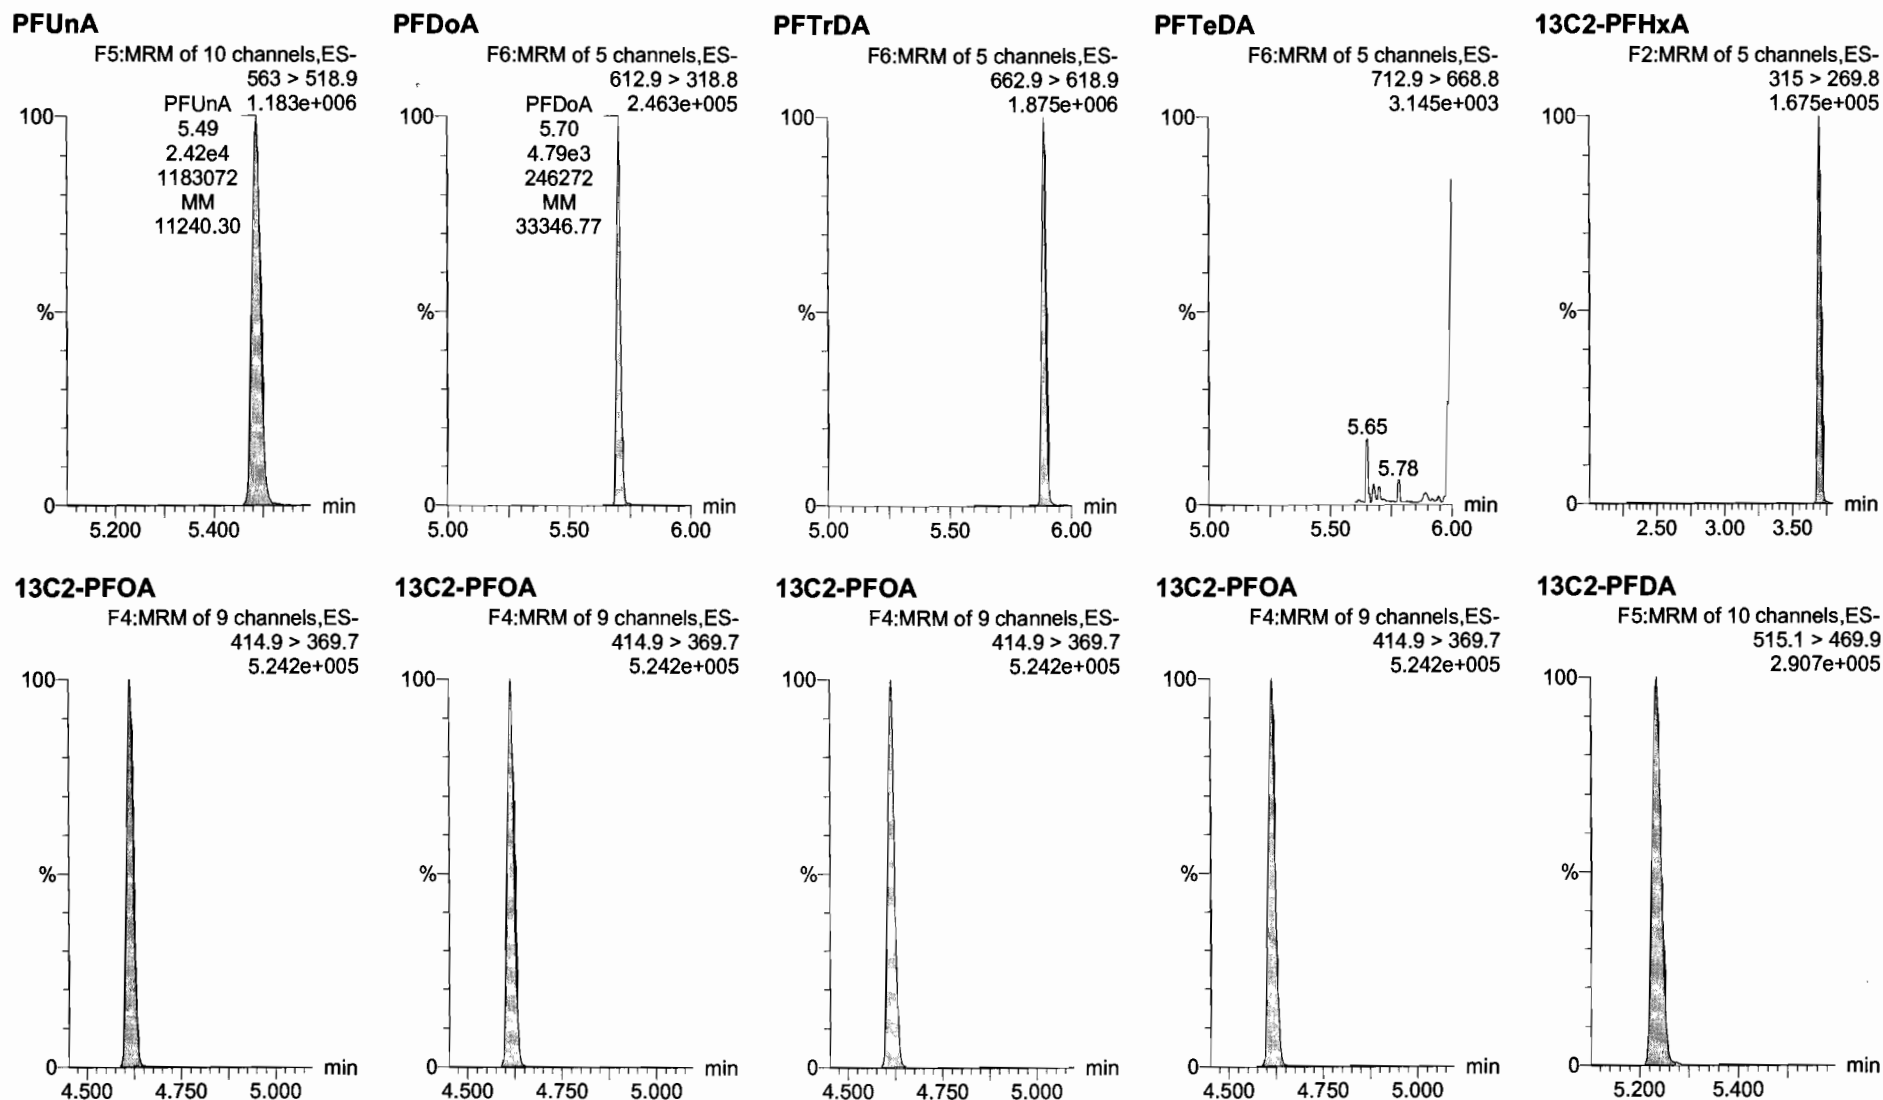 PFUnA
F5:MRM of 10 channels,ES-
563 > 518.9
PFUnA 1.183e+006
5.49
2.42e4
1183072
MM
11240.30
100
%
0
min
5.200 5.400
PFDoA
F6:MRM of 5 channels,ES-
612.9 > 318.8
PFDoA 2.463e+005
5.70
4.79e3
246272
MM
33346.77
100
%
0
min
5.00 5.50 6.00
PFTrDA
F6:MRM of 5 channels,ES-
662.9 > 618.9
1.875e+006
100
%
0
min
5.00 5.50 6.00
PFTeDA
F6:MRM of 5 channels,ES-
712.9 > 668.8
3.145e+003
100
%
5.65
5.78
0
min
5.00 5.50 6.00
13C2-PFHxA
F2:MRM of 5 channels,ES-
315 > 269.8
1.675e+005
100
%
0
min
2.50 3.00 3.50
13C2-PFOA
F4:MRM of 9 channels,ES-
414.9 > 369.7
5.242e+005
100
%
0
min
4.500 4.750 5.000
13C2-PFOA
F4:MRM of 9 channels,ES-
414.9 > 369.7
5.242e+005
100
%
0
min
4.500 4.750 5.000
13C2-PFOA
F4:MRM of 9 channels,ES-
414.9 > 369.7
5.242e+005
100
%
0
min
4.500 4.750 5.000
13C2-PFOA
F4:MRM of 9 channels,ES-
414.9 > 369.7
5.242e+005
100
%
0
min
4.500 4.750 5.000
13C2-PFDA
F5:MRM of 10 channels,ES-
515.1 > 469.9
2.907e+005
100
%
0
min
5.200 5.400